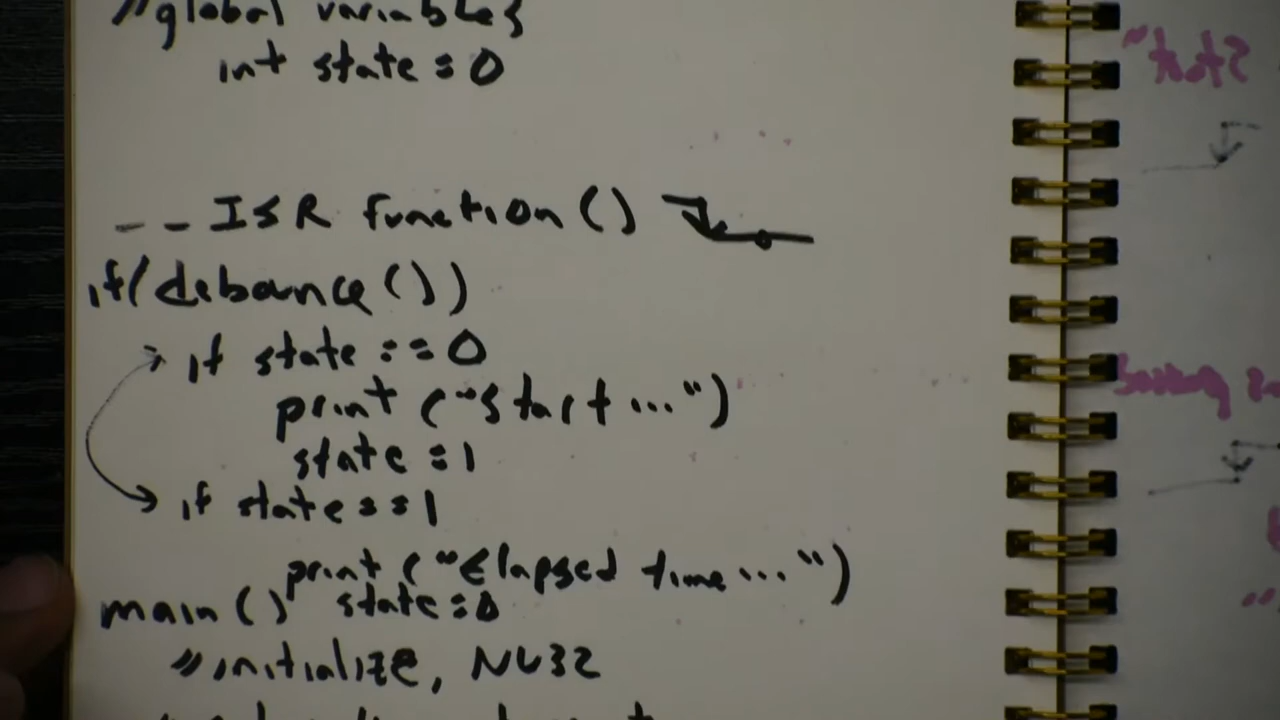 //global variables
int state = 0
__ISR function()
if(debounce())
if state == 0
print ("Start...")
state = 1
if state == 1
print ("Elapsed time...")
main() state = 0
//initialize, NU32